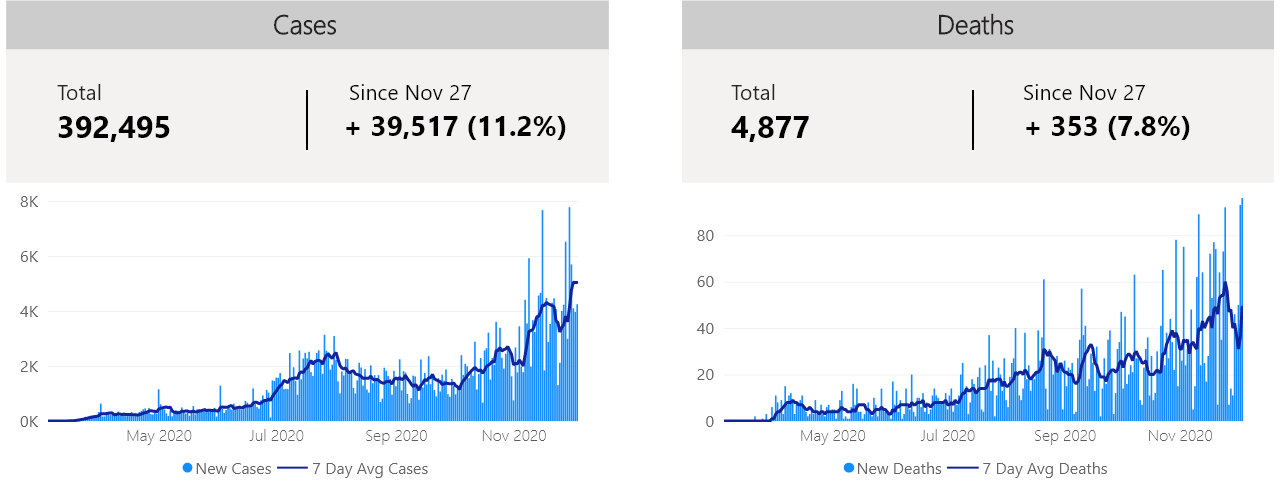 Cases
Total
392,495
Since Nov 27
+ 39,517 (11.2%)
8K
6K
4K
2K
0K
May 2020 Jul 2020 Sep 2020 Nov 2020
New Cases 7 Day Avg Cases
Deaths
Total
4,877
Since Nov 27
+ 353 (7.8%)
80
60
40
20
0
May 2020 Jul 2020 Sep 2020 Nov 2020
New Deaths 7 Day Avg Deaths